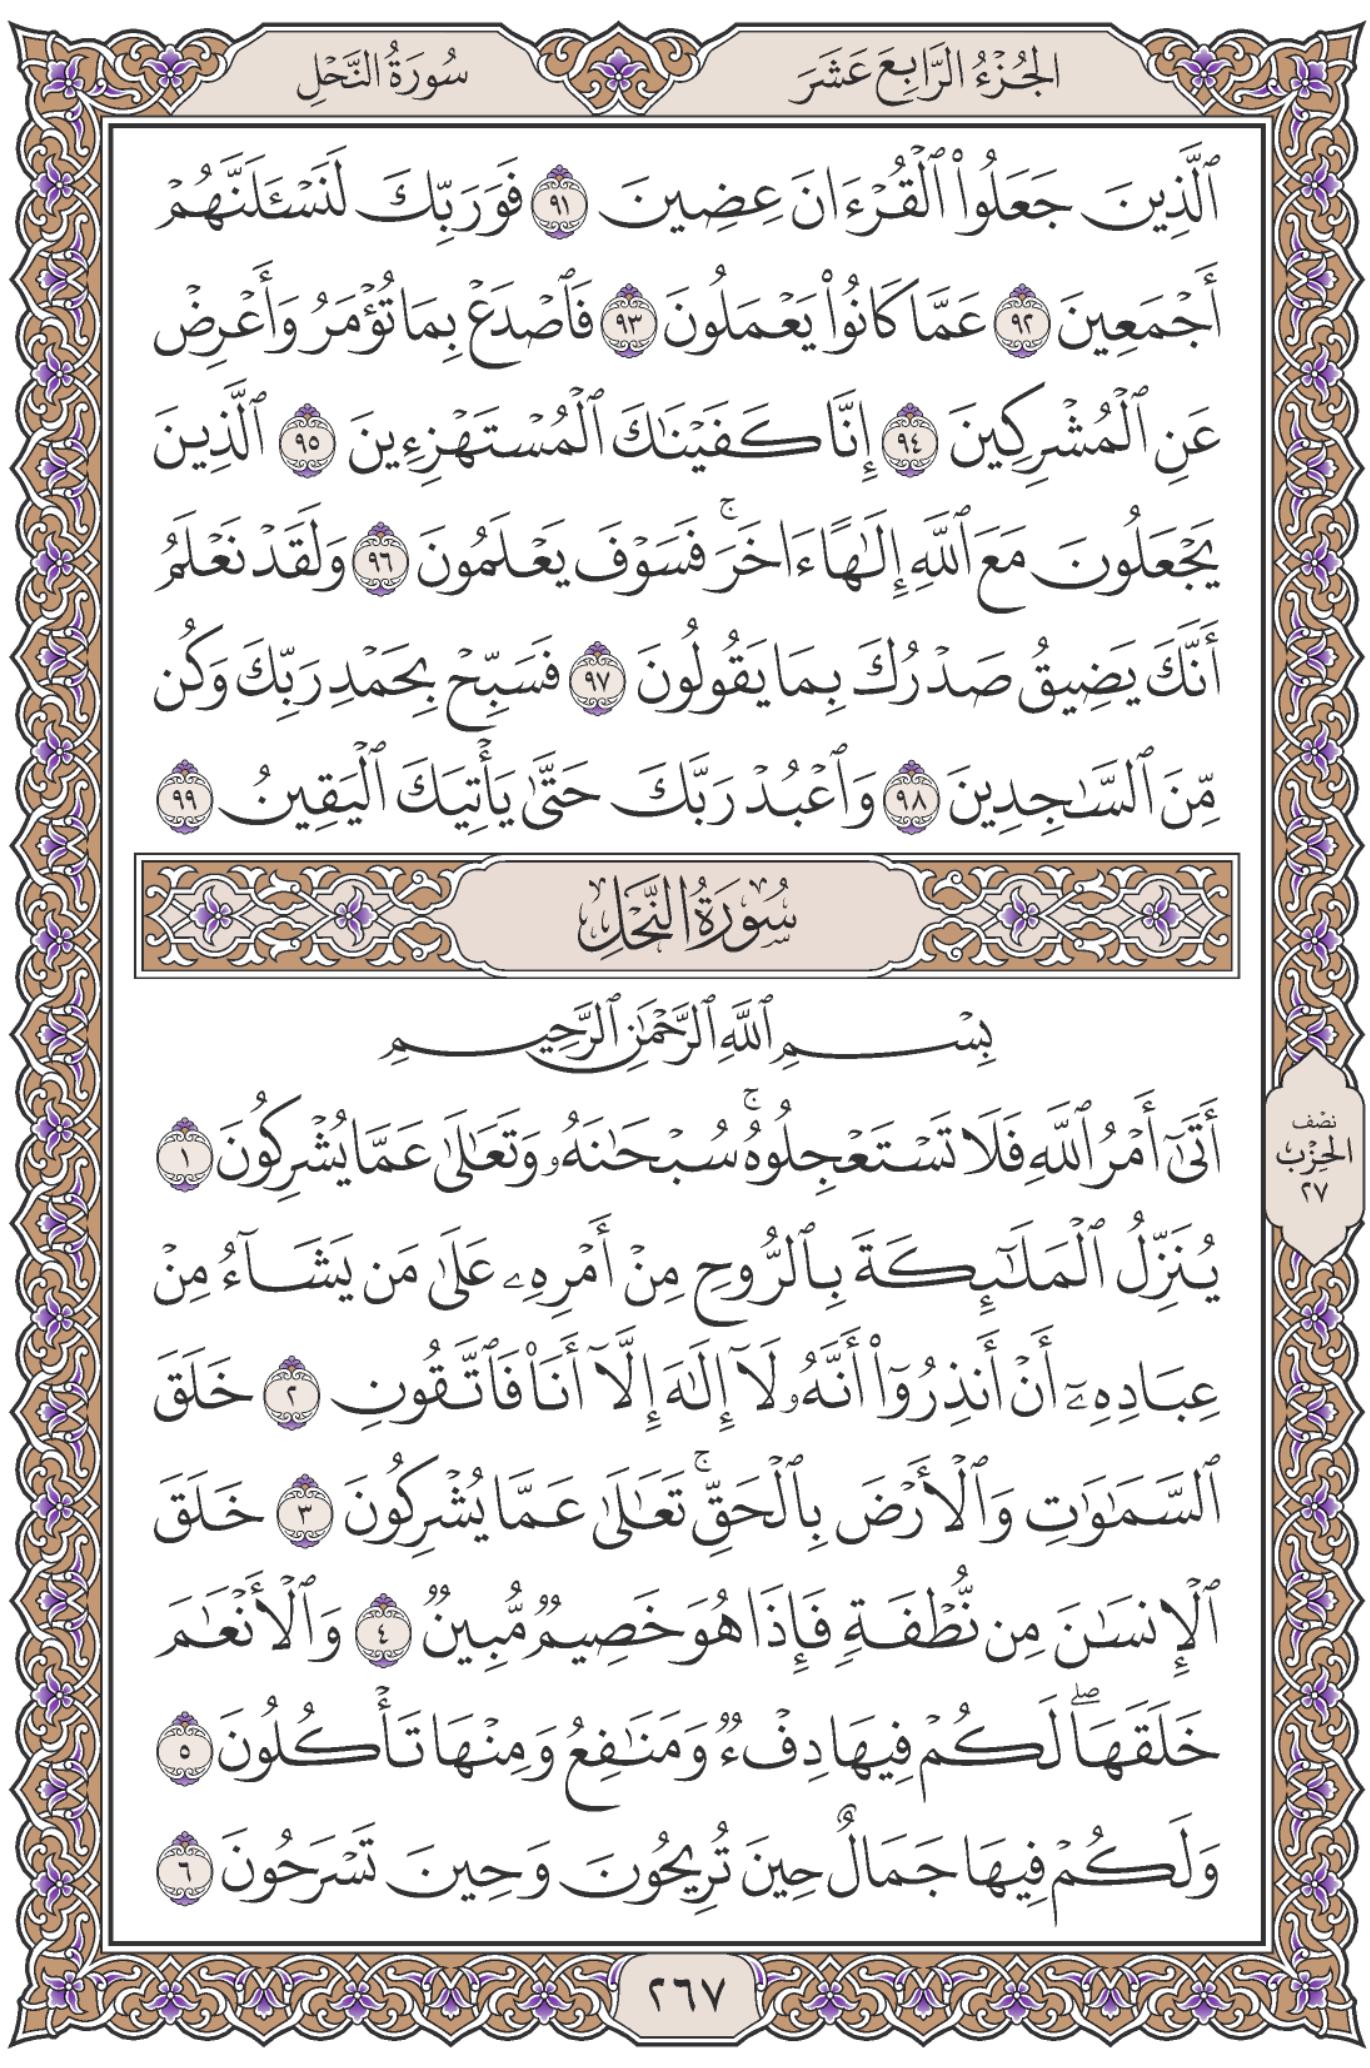 الجُزْءُ الرَّابِعَ عَشَرَ
سُورَةُ النَّحْلِ
ٱلَّذِينَ جَعَلُواْ ٱلْقُرْءَانَ عِضِينَ ٩١ فَوَرَبِّكَ لَنَسْـَٔلَنَّهُمْ
أَجْمَعِينَ ٩٢ عَمَّا كَانُواْ يَعْمَلُونَ ٩٣ فَٱصْدَعْ بِمَا تُؤْمَرُ وَأَعْرِضْ
عَنِ ٱلْمُشْرِكِينَ ٩٤ إِنَّا كَفَيْنَـٰكَ ٱلْمُسْتَهْزِءِينَ ٩٥ ٱلَّذِينَ
يَجْعَلُونَ مَعَ ٱللَّهِ إِلَـٰهًا ءَاخَرَۚ فَسَوْفَ يَعْلَمُونَ ٩٦ وَلَقَدْ نَعْلَمُ
أَنَّكَ يَضِيقُ صَدْرُكَ بِمَا يَقُولُونَ ٩٧ فَسَبِّحْ بِحَمْدِ رَبِّكَ وَكُن
مِّنَ ٱلسَّـٰجِدِينَ ٩٨ وَٱعْبُدْ رَبَّكَ حَتَّىٰ يَأْتِيَكَ ٱلْيَقِينُ ٩٩
سُورَةُ النَّحْلِ
بِسْمِ ٱللَّهِ ٱلرَّحْمَـٰنِ ٱلرَّحِيمِ
أَتَىٰٓ أَمْرُ ٱللَّهِ فَلَا تَسْتَعْجِلُوهُۚ سُبْحَـٰنَهُۥ وَتَعَـٰلَىٰ عَمَّا يُشْرِكُونَ ١
يُنَزِّلُ ٱلْمَلَـٰٓئِكَةَ بِٱلرُّوحِ مِنْ أَمْرِهِۦ عَلَىٰ مَن يَشَآءُ مِنْ
عِبَادِهِۦٓ أَنْ أَنذِرُوٓاْ أَنَّهُۥ لَآ إِلَـٰهَ إِلَّآ أَنَا۠ فَٱتَّقُونِ ٢ خَلَقَ
ٱلسَّمَـٰوَٰتِ وَٱلْأَرْضَ بِٱلْحَقِّۚ تَعَـٰلَىٰ عَمَّا يُشْرِكُونَ ٣ خَلَقَ
ٱلْإِنسَـٰنَ مِن نُّطْفَةٍ فَإِذَا هُوَ خَصِيمٌ مُّبِينٌ ٤ وَٱلْأَنْعَـٰمَ
خَلَقَهَاۖ لَكُمْ فِيهَا دِفْءٌ وَمَنَـٰفِعُ وَمِنْهَا تَأْكُلُونَ ٥
وَلَكُمْ فِيهَا جَمَالٌ حِينَ تُرِيحُونَ وَحِينَ تَسْرَحُونَ ٦
نصْف
الحِزْب
٢٧
٢٦٧